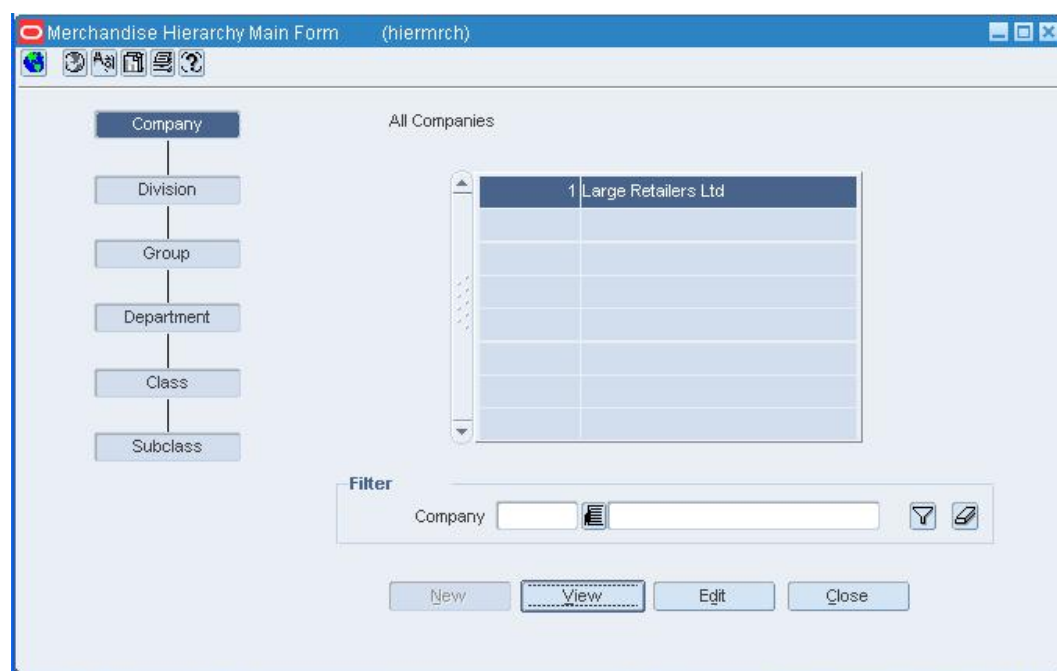 Merchandise Hierarchy Main Form (hiermrch)
Company
Division
Group
Department
Class
Subclass
All Companies
1 Large Retailers Ltd
Filter
Company
New View Edit Close